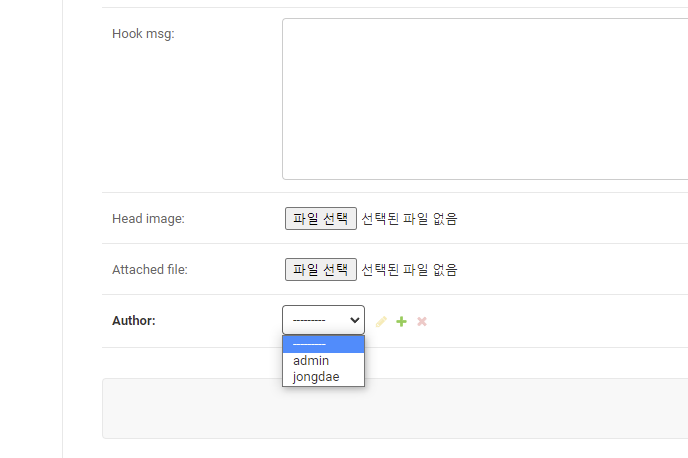 Hook msg:
Head image:
파일 선택 선택된 파일 없음
Attached file:
파일 선택 선택된 파일 없음
Author:
---------
---------
admin
jongdae